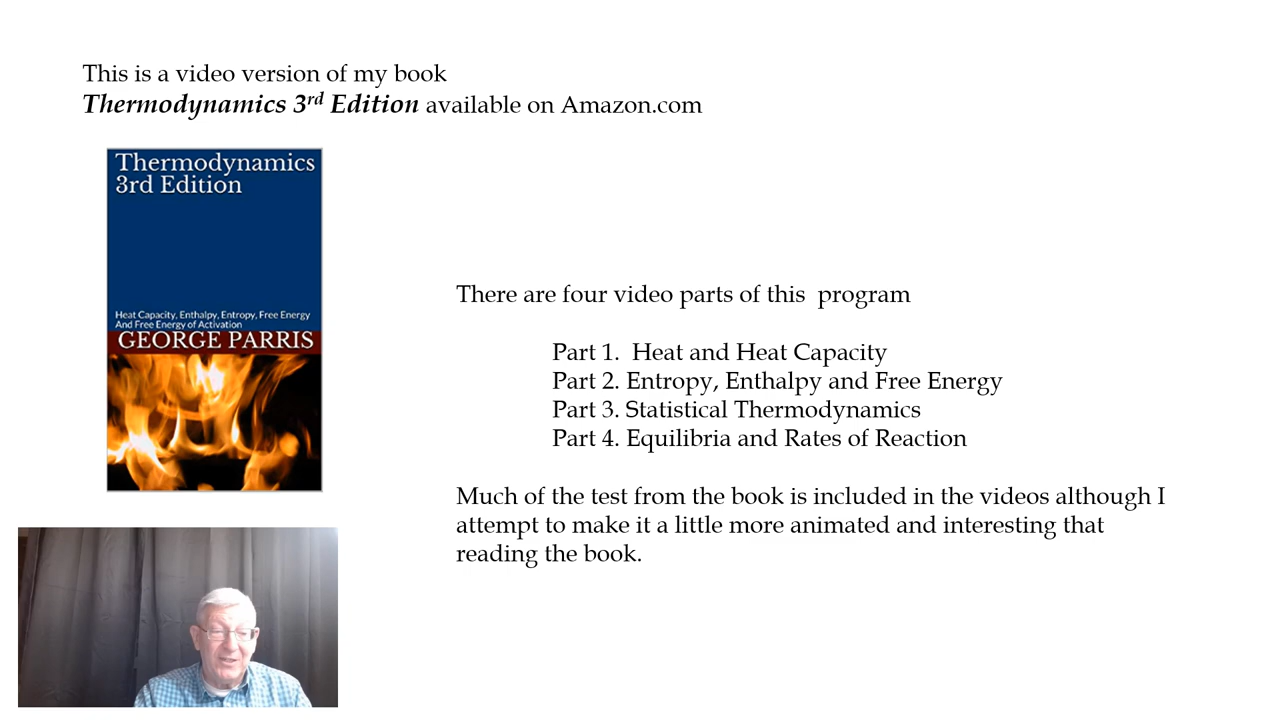 This is a video version of my book
Thermodynamics 3rd Edition available on Amazon.com
Thermodynamics
3rd Edition
Heat Capacity, Enthalpy, Entropy, Free Energy
And Free Energy of Activation
GEORGE PARRIS
There are four video parts of this  program
Part 1.  Heat and Heat Capacity
Part 2. Entropy, Enthalpy and Free Energy
Part 3. Statistical Thermodynamics
Part 4. Equilibria and Rates of Reaction
Much of the test from the book is included in the videos although I
attempt to make it a little more animated and interesting that
reading the book.